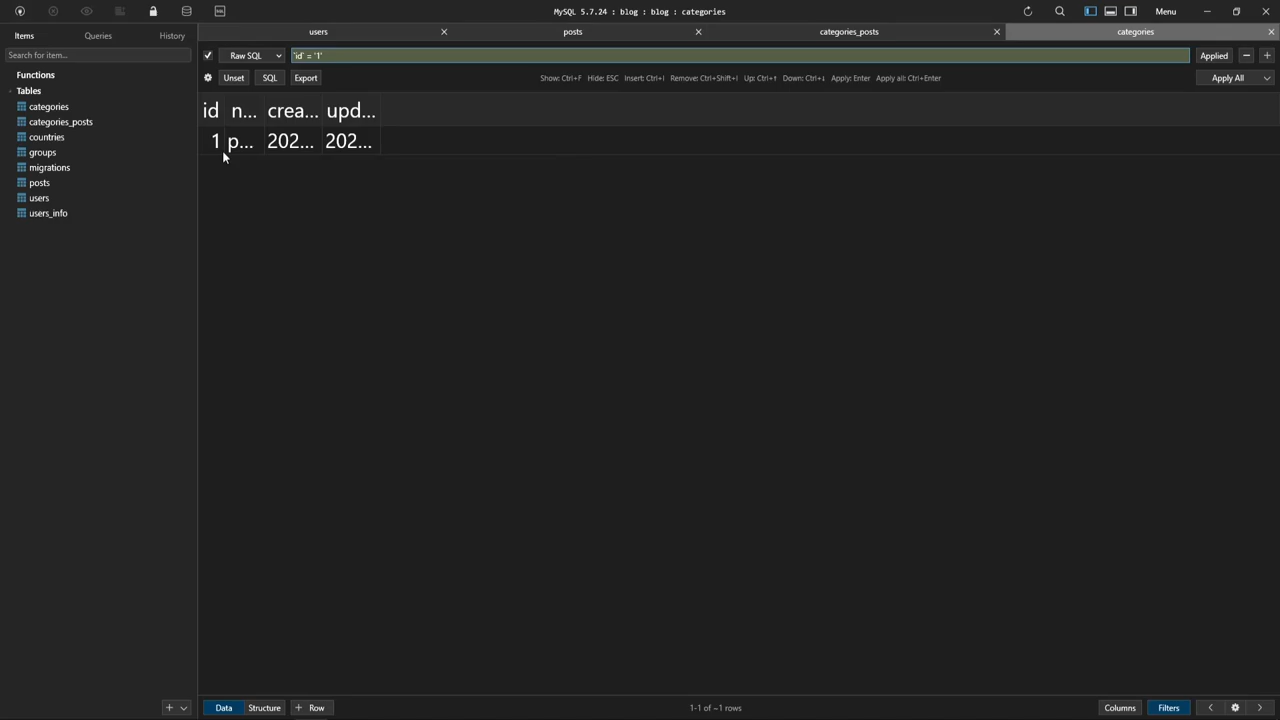 MySQL 5.7.24 : blog : blog : categories
Menu
Items
Queries
History
users
posts
categories_posts
categories
Search for item...
Raw SQL
`id` = '1'
Applied
Unset
SQL
Export
Show: Ctrl+F Hide: ESC Insert: Ctrl+I Remove: Ctrl+Shift+I Up: Ctrl+↑ Down: Ctrl+↓ Apply: Enter Apply all: Ctrl+Enter
Apply All
Functions
Tables
categories
categories_posts
countries
groups
migrations
posts
users
users_info
id n... crea... upd...
1 p... 202... 202...
Data
Structure
+ Row
1-1 of ~1 rows
Columns
Filters